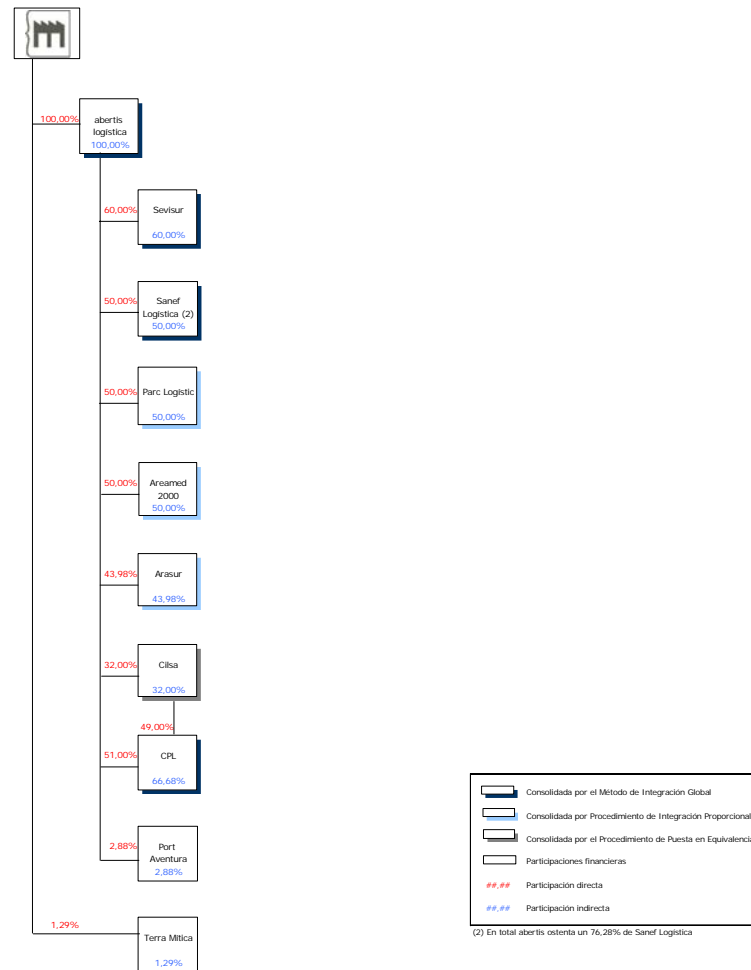 100,00%
abertis
logística
100,00%
60,00%
Sevisur
60,00%
50,00%
Sanef
Logística (2)
50,00%
50,00%
Parc Logístic
50,00%
50,00%
Areamed
2000
50,00%
43,98%
Arasur
43,98%
32,00%
Cilsa
32,00%
49,00%
51,00%
CPL
66,68%
2,88%
Port
Aventura
2,88%
1,29%
Terra Mítica
1,29%
Consolidada por el Método de Integración Global
Consolidada por Procedimiento de Integración Proporcional
Consolidada por el Procedimiento de Puesta en Equivalencia
Participaciones financieras
##,## Participación directa
##,## Participación indirecta
(2) En total abertis ostenta un 76,28% de Sanef Logística